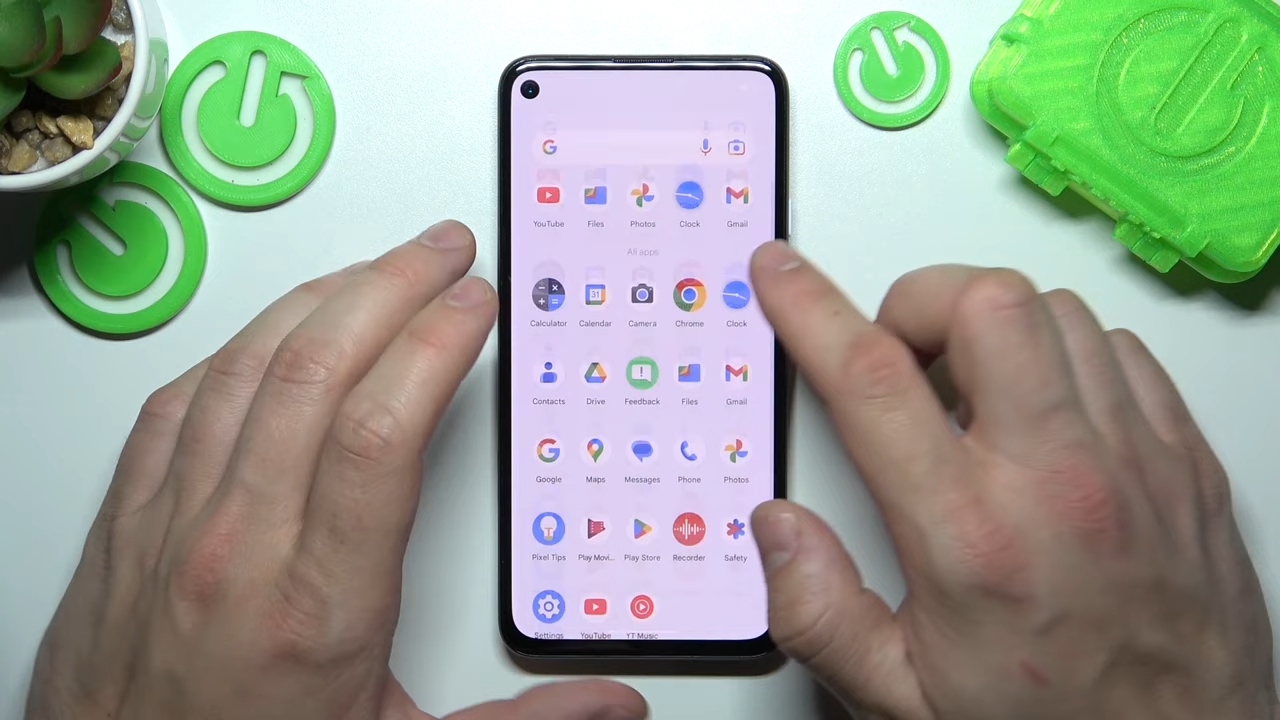 YouTube Files Photos Clock Gmail
All apps
Calculator Calendar Camera Chrome Clock
31
Contacts Drive Feedback Files Gmail
Google Maps Messages Phone Photos
Pixel Tips Play Movi... Play Store Recorder Safety
Settings YouTube YT Music